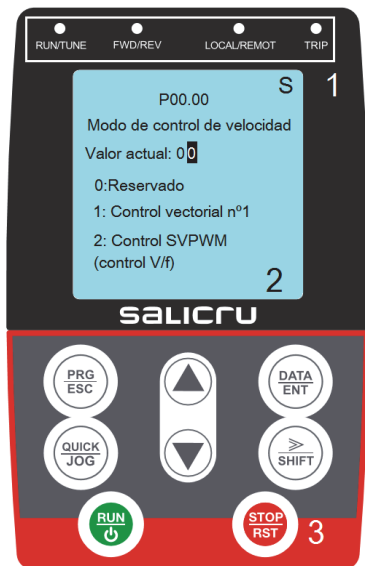 RUN/TUNE FWD/REV LOCAL/REMOT TRIP
S 1
P00.00
Modo de control de velocidad
Valor actual: 00
0:Reservado
1: Control vectorial nº1
2: Control SVPWM
(control V/f)
2
salicru
PRG
ESC
DATA
ENT
QUICK
JOG
≫
SHIFT
RUN
STOP
RST
3